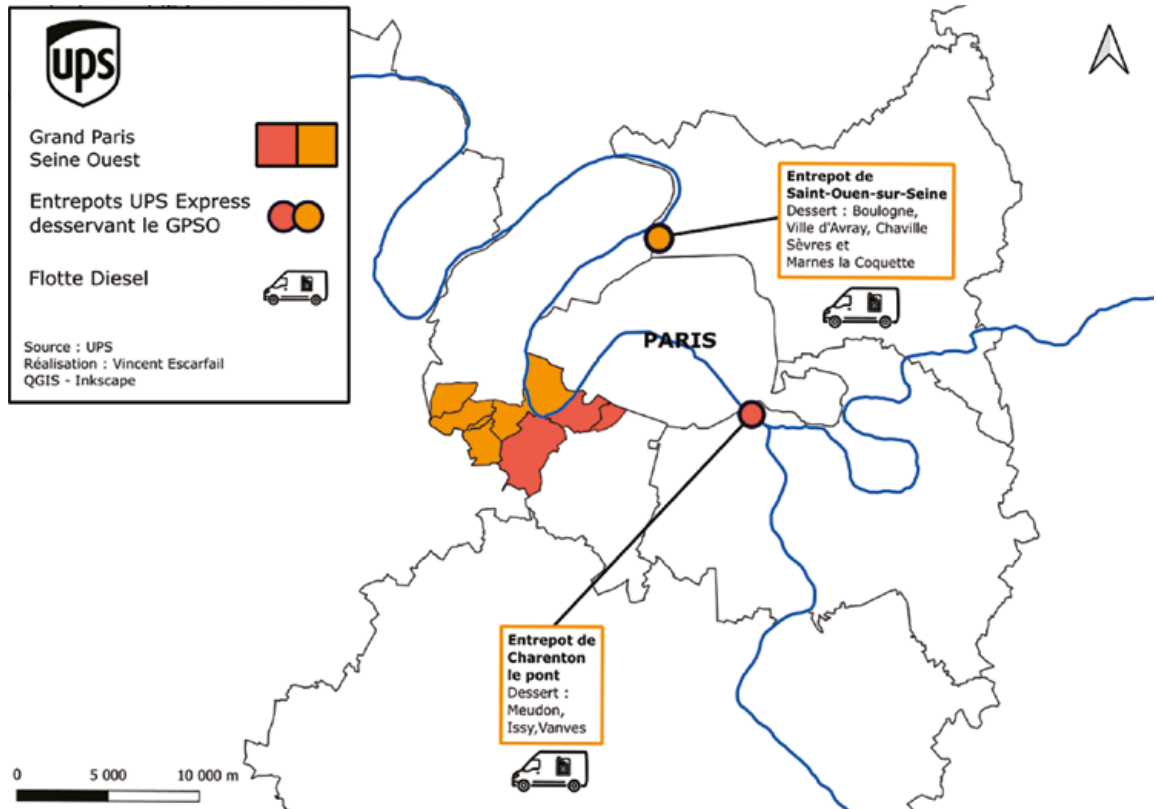 ups
Grand Paris
Seine Ouest
Entrepots UPS Express
desservant le GPSO
Flotte Diesel
Source : UPS
Réalisation : Vincent Escarfail
QGIS - Inkscape
Entrepot de
Saint-Ouen-sur-Seine
Dessert : Boulogne,
Ville d'Avray, Chaville
Sèvres et
Marnes la Coquette
PARIS
Entrepot de
Charenton
le pont
Dessert :
Meudon,
Issy,Vanves
0 5 000 10 000 m